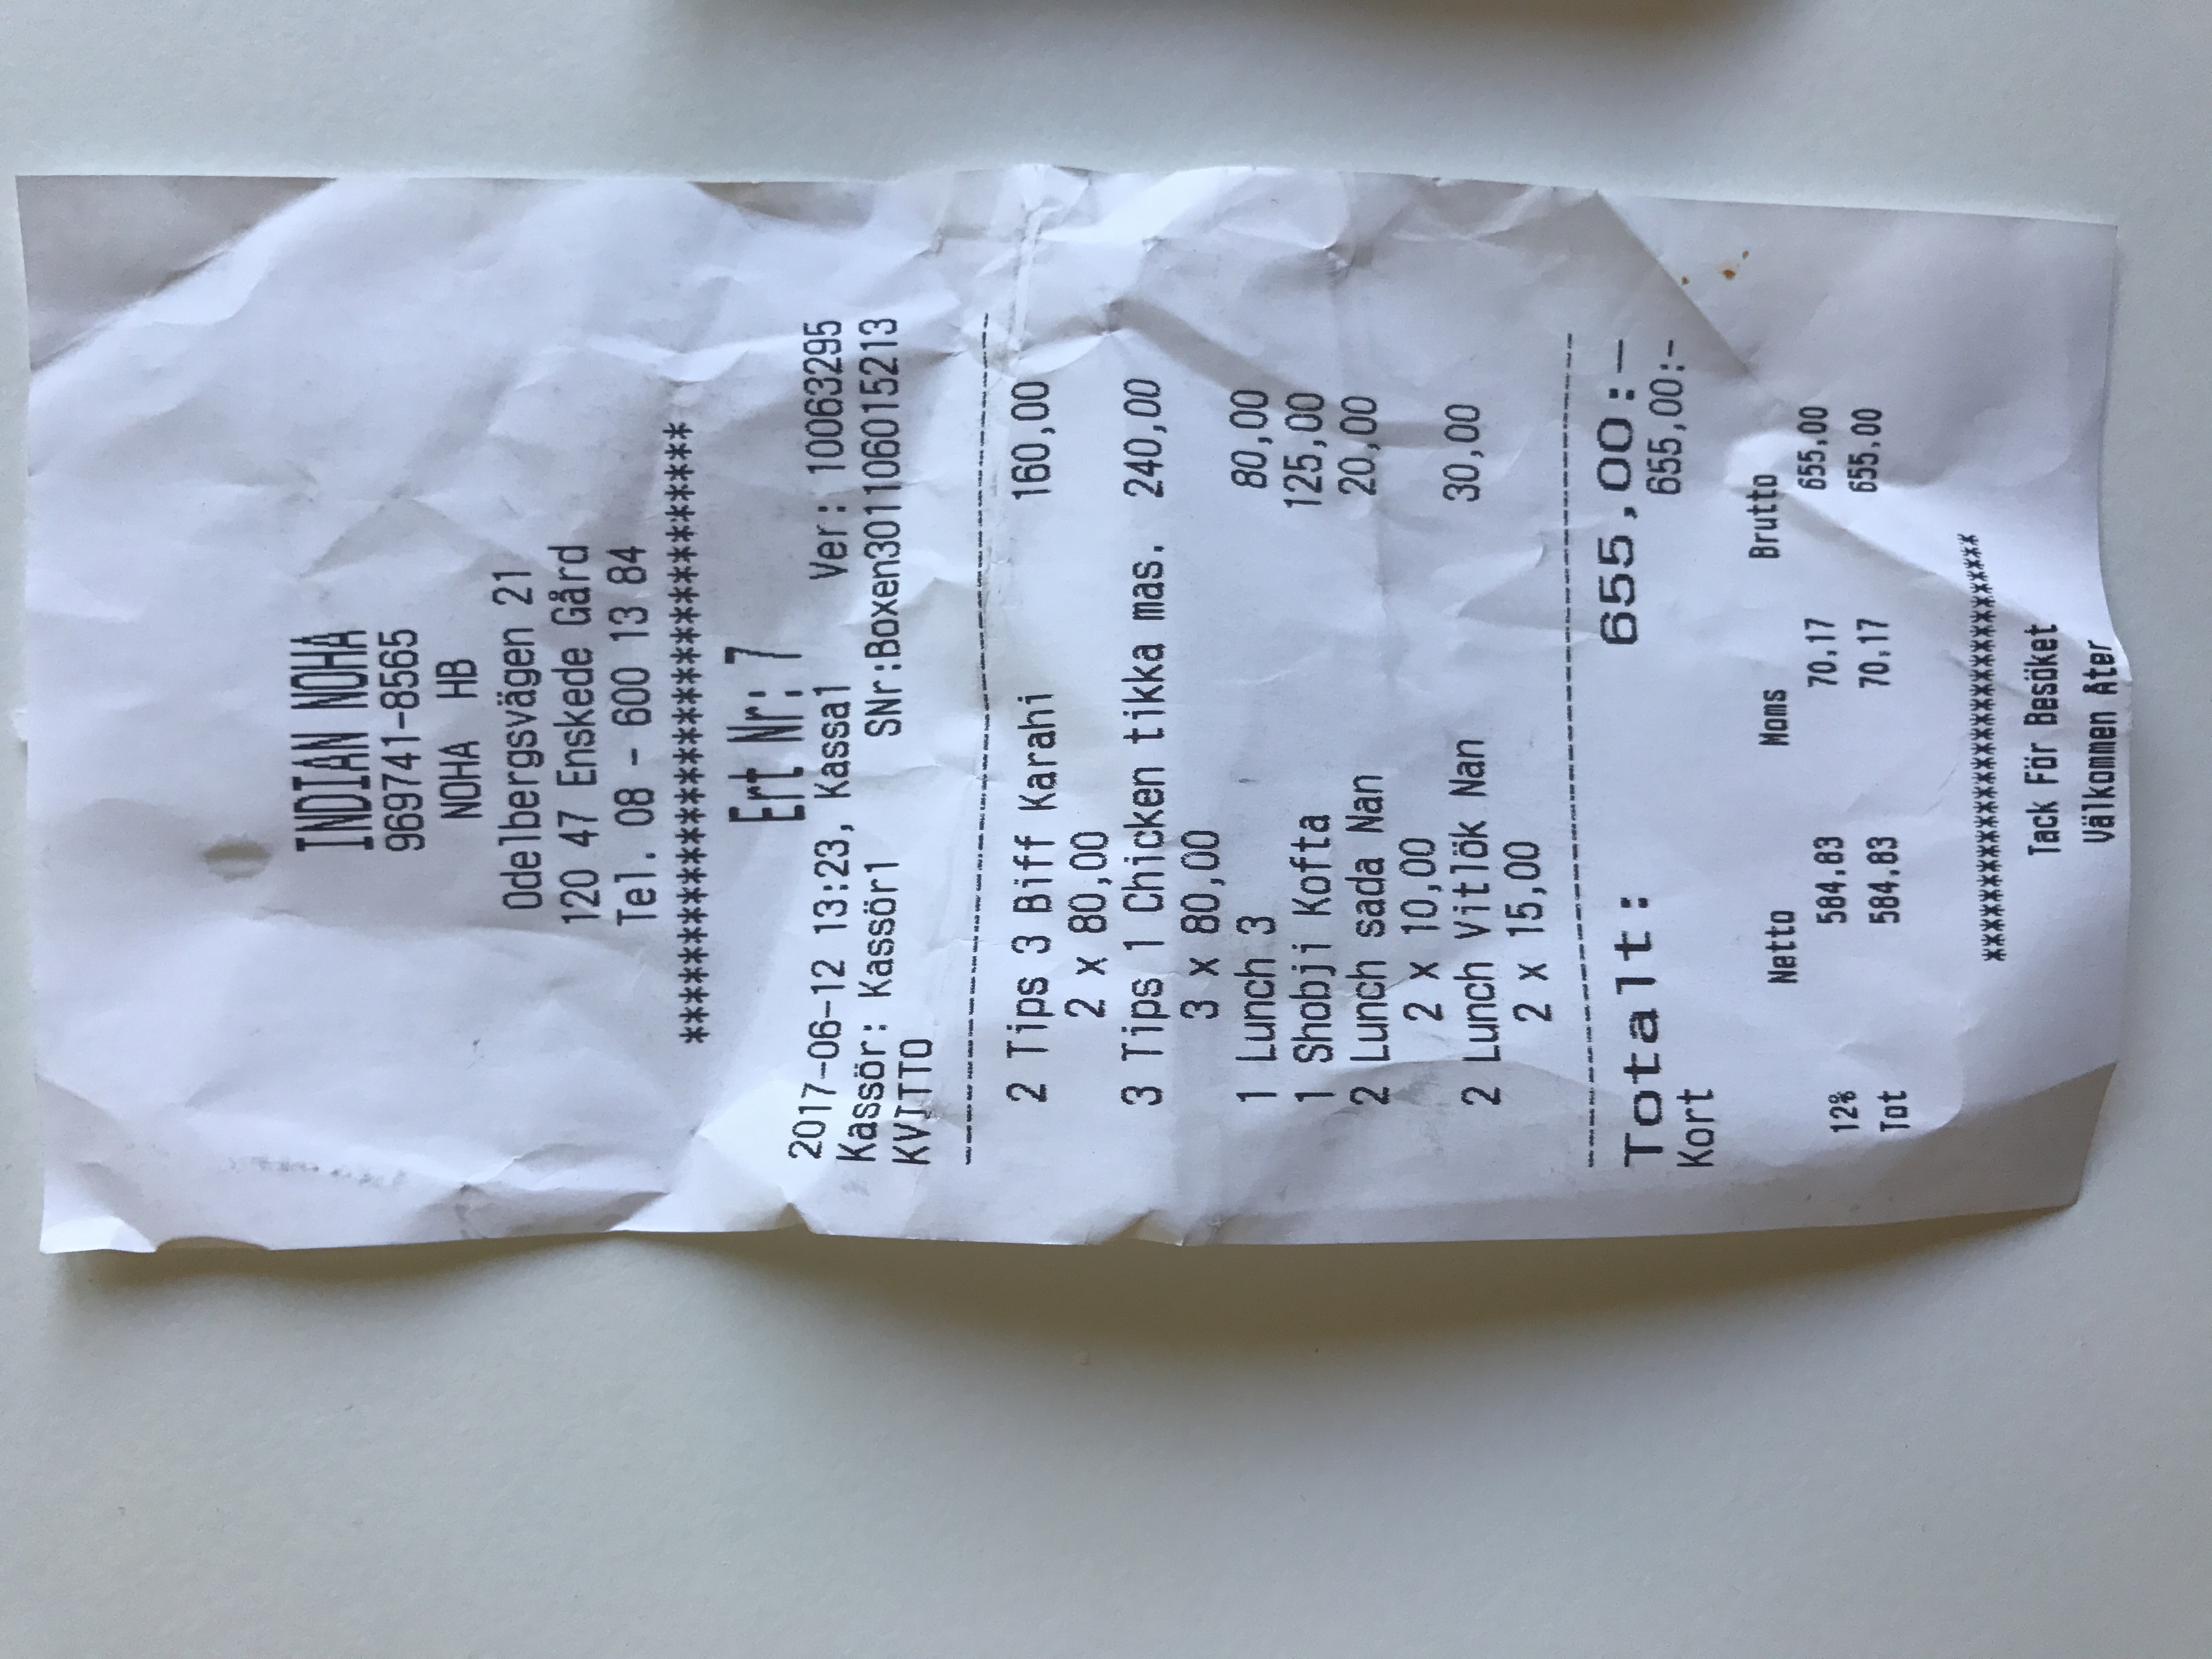 INDIAN NOHA
969741-8565
NOHA HB
Odelbergsvägen 21
120 47 Enskede Gård
Tel. 08 - 600 13 84
*******************************
Ert Nr: 7
2017-06-12 13:23, Kassa1 Ver: 10063295
Kassör: Kassör1 SNr:Boxen301106015213
KVITTO
2 Tips 3 Biff Karahi 160,00
2 x 80,00
3 Tips 1 Chicken tikka mas. 240,00
3 x 80,00
1 Lunch 3 80,00
1 Shobji Kofta 125,00
2 Lunch sada Nan 20,00
2 x 10,00
2 Lunch Vitlök Nan 30,00
2 x 15,00
Totalt: 655,00:-
Kort 655,00:-
Netto Moms Brutto
12% 584.83 70.17 655.00
Tot 584.83 70.17 655.00
*****************************
Tack För Besöket
Välkommen Åter